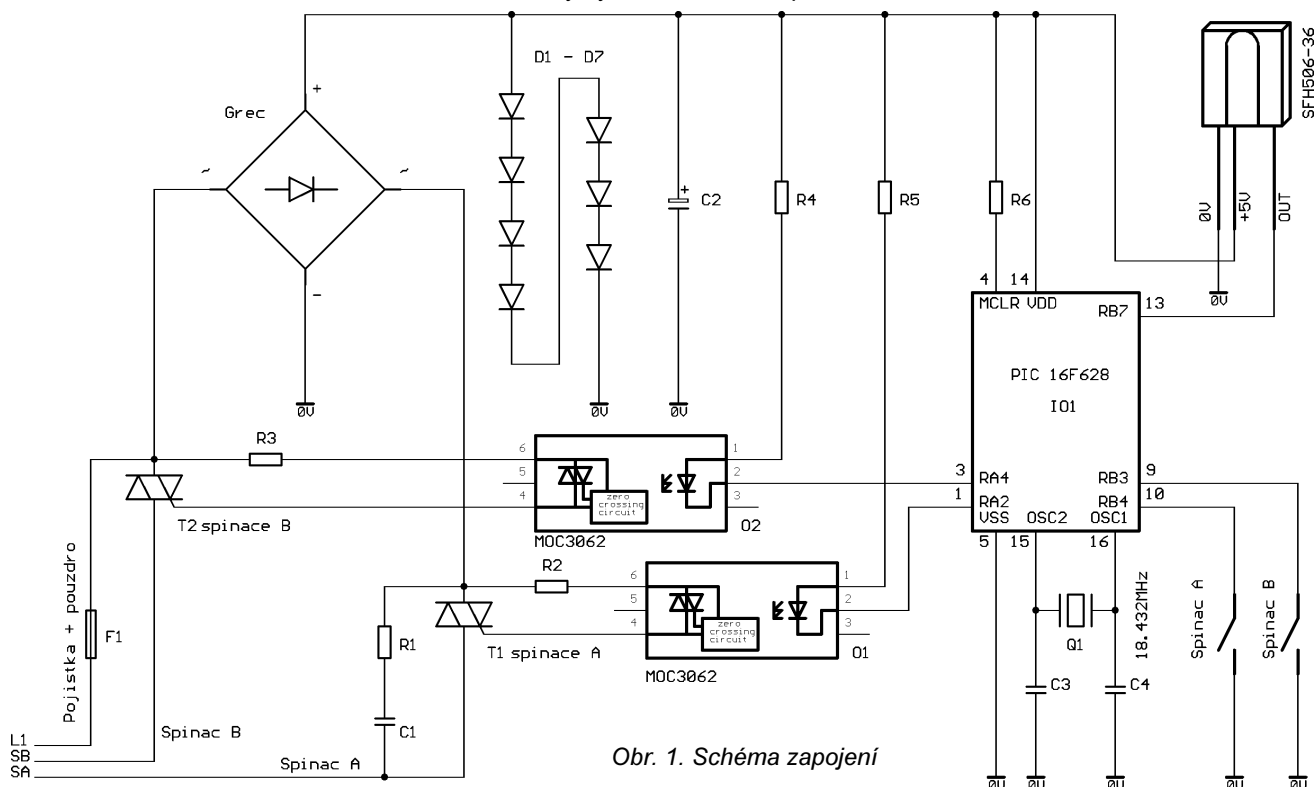 D1 - D7
SFH506-36
+
Grec
~
~
+
C2
R4
R5
R6
0V
+5V
OUT
-
4
14
0V
MCLR
VDD
RB7
13
PIC 16F628
IO1
0V
0V
0V
R3
6
5
4
zero
crossing
circuit
1
2
3
3
1
RA4
RA2
VSS
OSC2
OSC1
RB3
RB4
9
10
T2 spinace B
MOC3062
O2
5
15
16
R2
6
5
4
zero
crossing
circuit
1
2
3
Pojistka + pouzdro
F1
R1
T1 spinace A
MOC3062
O1
Q1
18.432MHz
Spinac A
Spinac B
C3
C4
C1
L1
SB
SA
Spinac B
Spinac A
Obr. 1. Schéma zapojení
0V
0V
0V
0V
0V